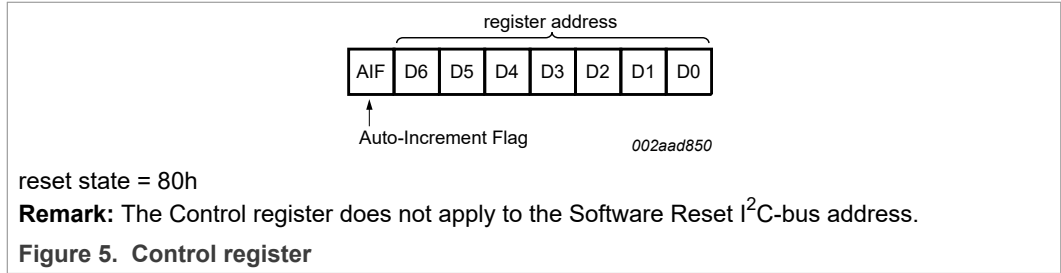 register address
AIF D6 D5 D4 D3 D2 D1 D0
Auto-Increment Flag
002aad850
reset state = 80h
Remark: The Control register does not apply to the Software Reset I²C-bus address.
Figure 5. Control register